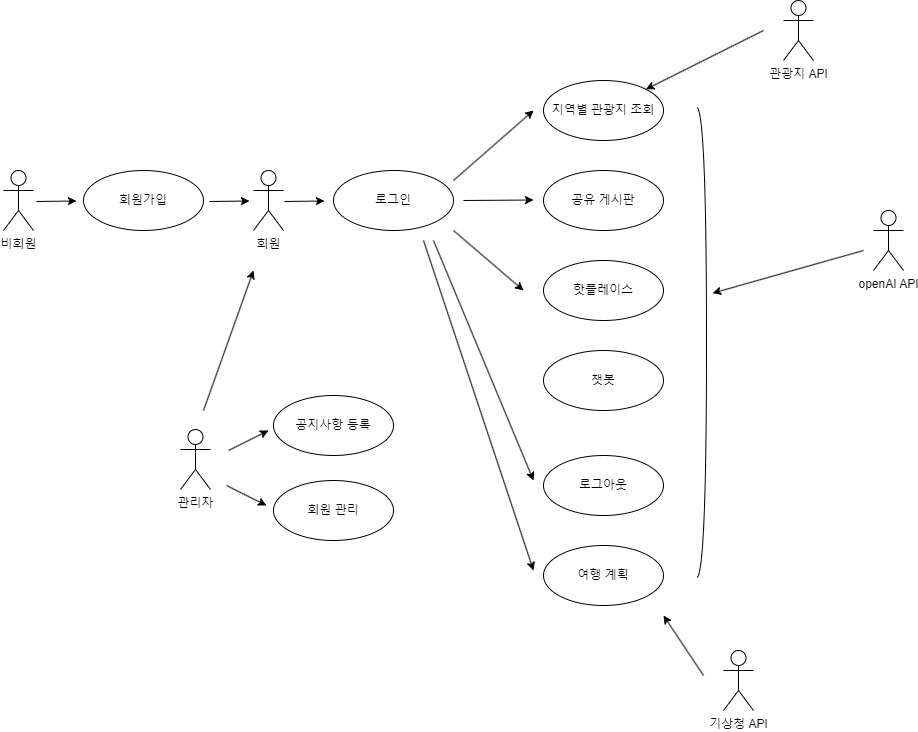 관광지 API
지역별 관광지 조회
회원가입
로그인
공유 게시판
비회원
회원
openAI API
핫플레이스
챗봇
공지사항 등록
관리자
로그아웃
회원 관리
여행 계획
기상청 API